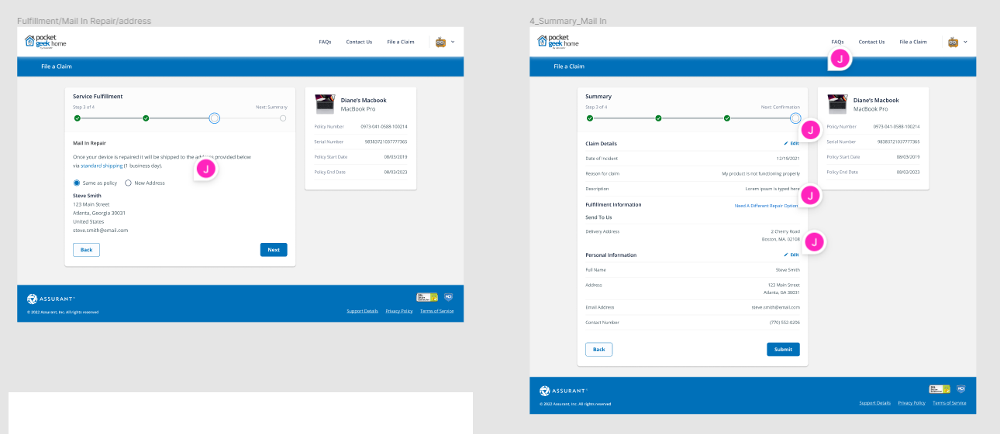 Fulfillment/Mail In Repair/address
pocket
geek home
FAQs Contact Us File a Claim
File a Claim
Service Fulfillment
Step 3 of 4 Next: Summary
Mail In Repair
Once your device is repaired it will be shipped to the address provided below
via standard shipping (1 business day).
J
Same as policy New Address
Steve Smith
123 Main Street
Atlanta, Georgia 30031
United States
steve.smith@email.com
Back Next
Diane's Macbook
MacBook Pro
Policy Number 0973-041-0588-100214
Serial Number 98383721037777365
Policy Start Date 08/03/2019
Policy End Date 08/03/2023
ASSURANT
© 2022 Assurant, Inc. All rights reserved
Support Details Privacy Policy Terms of Service
4_Summary_Mail In
pocket
geek home
FAQs Contact Us File a Claim
J
File a Claim
Summary
Step 3 of 4 Next: Confirmation
J
Claim Details Edit
Date of Incident 12/19/2021
Reason for claim My product is not functioning properly
Description Lorem ipsum is typed here
J
Fulfillment Information Need A Different Repair Option
Send To Us
Delivery Address 2 Cherry Road
Boston, MA. 02108
J
Personal Information Edit
Full Name Steve Smith
Address 123 Main Street
Atlanta, GA 30031
Email Address steve.smith@email.com
Contact Number (770) 552-0206
Back Submit
Diane's Macbook
MacBook Pro
Policy Number 0973-041-0588-100214
Serial Number 98383721037777365
Policy Start Date 08/03/2019
Policy End Date 08/03/2023
ASSURANT
© 2022 Assurant, Inc. All rights reserved
Support Details Privacy Policy Terms of Service